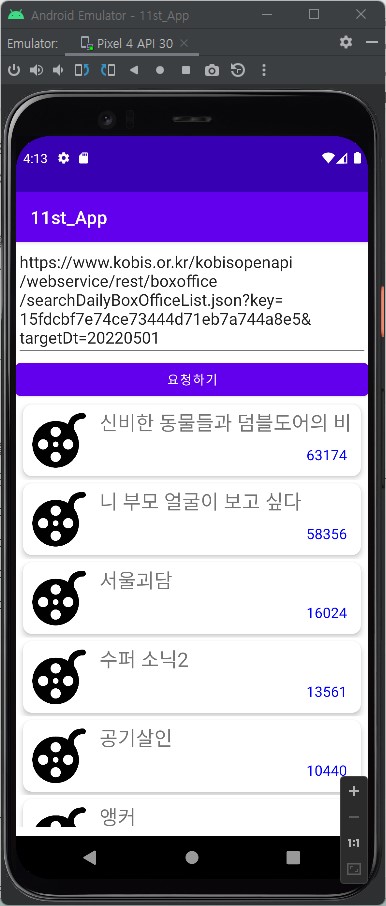 Android Emulator - 11st_App
Emulator:
Pixel 4 API 30
4:13
11st_App
https://www.kobis.or.kr/kobisopenapi
/webservice/rest/boxoffice
/searchDailyBoxOfficeList.json?key=
15fdcbf7e74ce73444d71eb7a744a8e5&
targetDt=20220501
요청하기
신비한 동물들과 덤블도어의 비
63174
니 부모 얼굴이 보고 싶다
58356
서울괴담
16024
수퍼 소닉2
13561
공기살인
10440
앵커
1:1